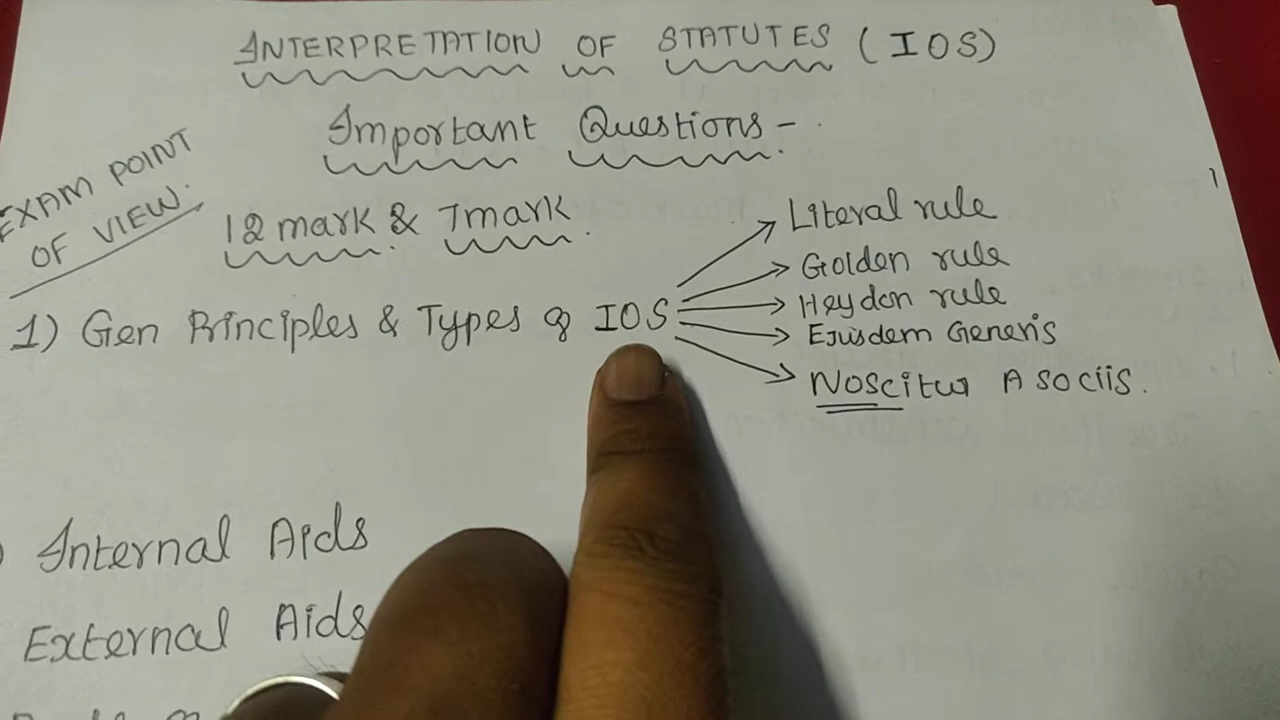 INTERPRETATION OF STATUTES (IOS)
Important Questions -
EXAM POINT
OF VIEW.
12 mark & 7mark.
1) Gen Principles & Types of IOS
Literal rule
Golden rule
Heydon rule
Ejusdem Generis
Noscitur A sociis.
Internal Aids
External Aids